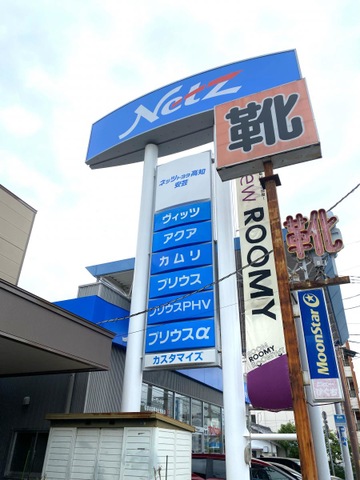 Netz
靴
ネッツトヨタ高知
安芸
ヴィッツ
アクア
カムリ
プリウス
プリウスPHV
プリウスα
カスタマイズ
new ROOMY
ROOMY
靴
MoonStar